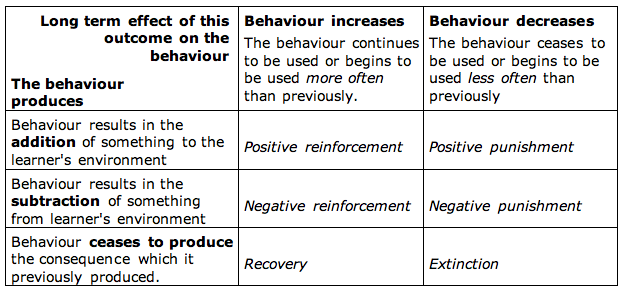 Long term effect of this
outcome on the
behaviour
The behaviour
produces
Behaviour increases
The behaviour continues
to be used or begins to
be used more often
than previously.
Behaviour decreases
The behaviour ceases to
be used or begins to be
used less often than
previously
Behaviour results in the
addition of something to the
learner's environment
Positive reinforcement
Positive punishment
Behaviour results in the
subtraction of something
from learner's environment
Negative reinforcement
Negative punishment
Behaviour ceases to produce
the consequence which it
previously produced.
Recovery
Extinction